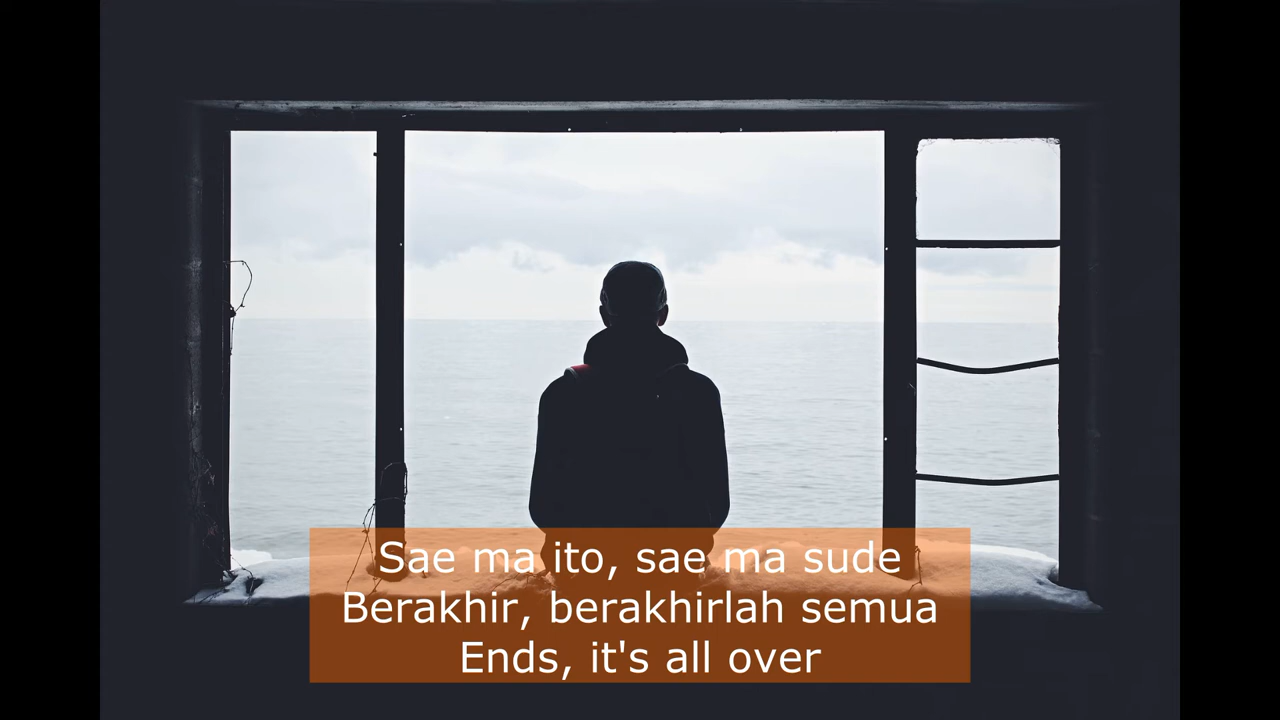 Sae ma ito, sae ma sude
Berakhir, berakhirlah semua
Ends, it's all over